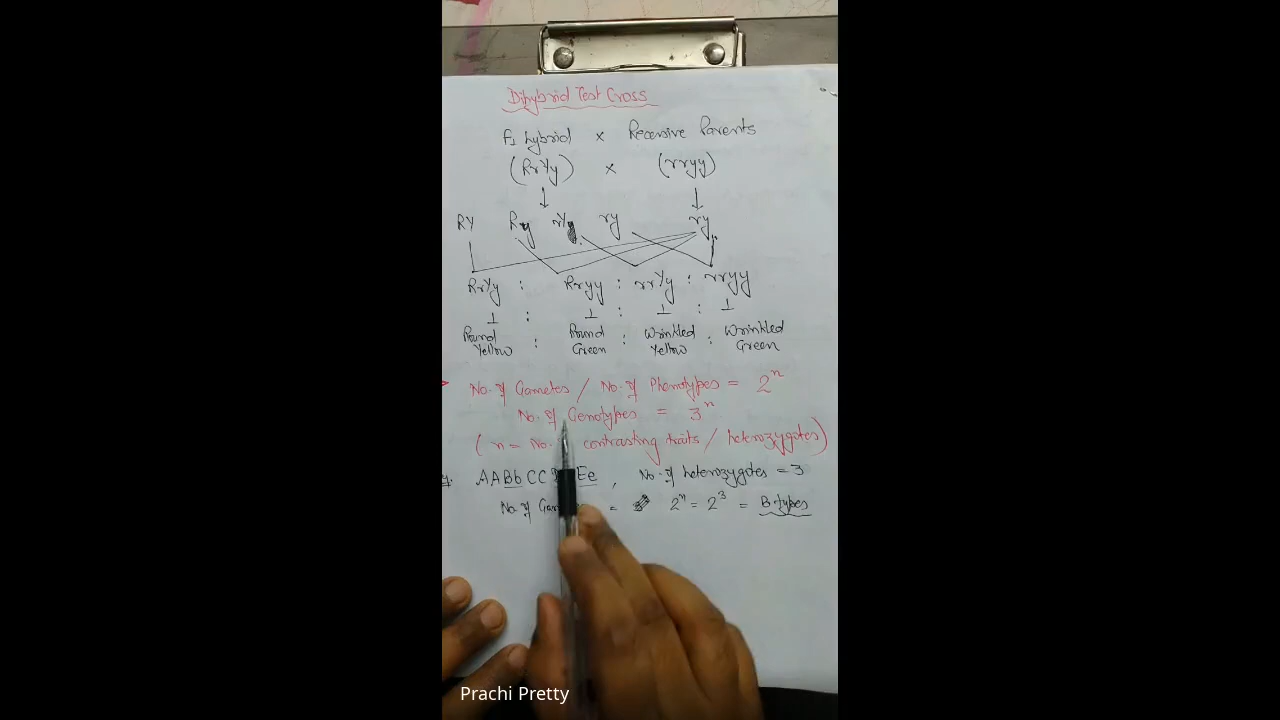 Dihybrid Test Cross
F1 hybrid × Recessive Parents
(RrYy) × (rryy)
RY Ry rY ry ry
RrYy : Rryy : rrYy : rryy
1 : 1 : 1 : 1
Round Yellow : Round Green : Wrinkled Yellow : Wrinkled Green
No. of Gametes / No. of Phenotypes = 2ⁿ
No. of Genotypes = 3ⁿ
(n = No. contrasting traits / heterozygotes)
AABbCC Ee, No. of heterozygotes = 3
No. of Gam = 2ⁿ = 2³ = 8 types
Prachi Pretty